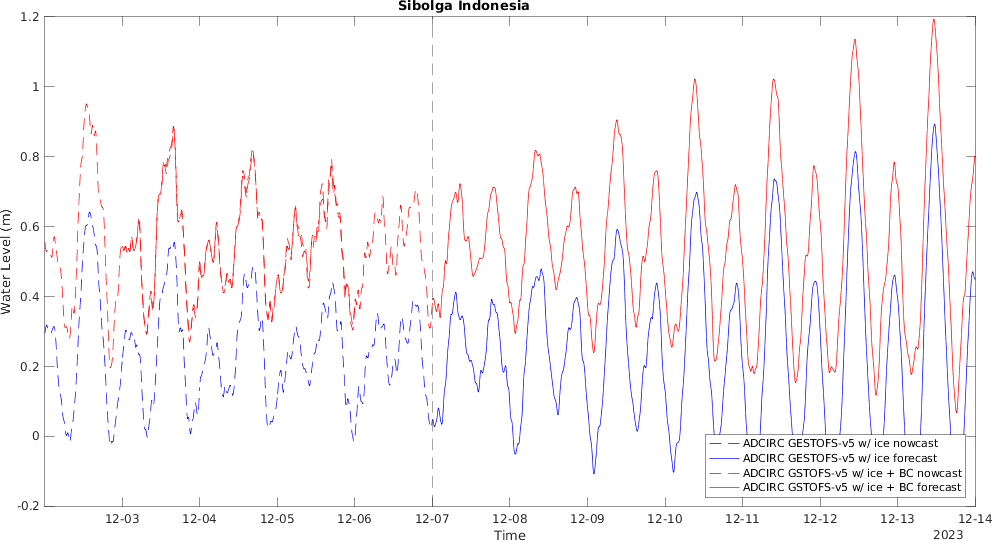 Sibolga Indonesia
1.2
1
0.8
0.6
0.4
0.2
0
-0.2
Water Level (m)
ADCIRC GESTOFS-v5 w/ ice nowcast
ADCIRC GESTOFS-v5 w/ ice forecast
ADCIRC GSTOFS-v5 w/ ice + BC nowcast
ADCIRC GSTOFS-v5 w/ ice + BC forecast
12-03 12-04 12-05 12-06 12-07 12-08 12-09 12-10 12-11 12-12 12-13 12-14
Time
2023